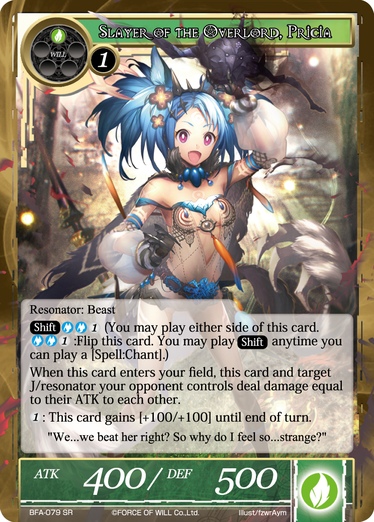 Slayer of the Overlord, Pricia
WILL
1
Resonator: Beast
Shift 1 (You may play either side of this card.
1 :Flip this card. You may play Shift anytime you
can play a [Spell:Chant].)
When this card enters your field, this card and target
J/resonator your opponent controls deal damage equal
to their ATK to each other.
1 : This card gains [+100/+100] until end of turn.
"We...we beat her right? So why do I feel so...strange?"
ATK 400 / DEF 500
BFA-079 SR ©FORCE OF WILL Co.,Ltd. Illust/fzwrAym